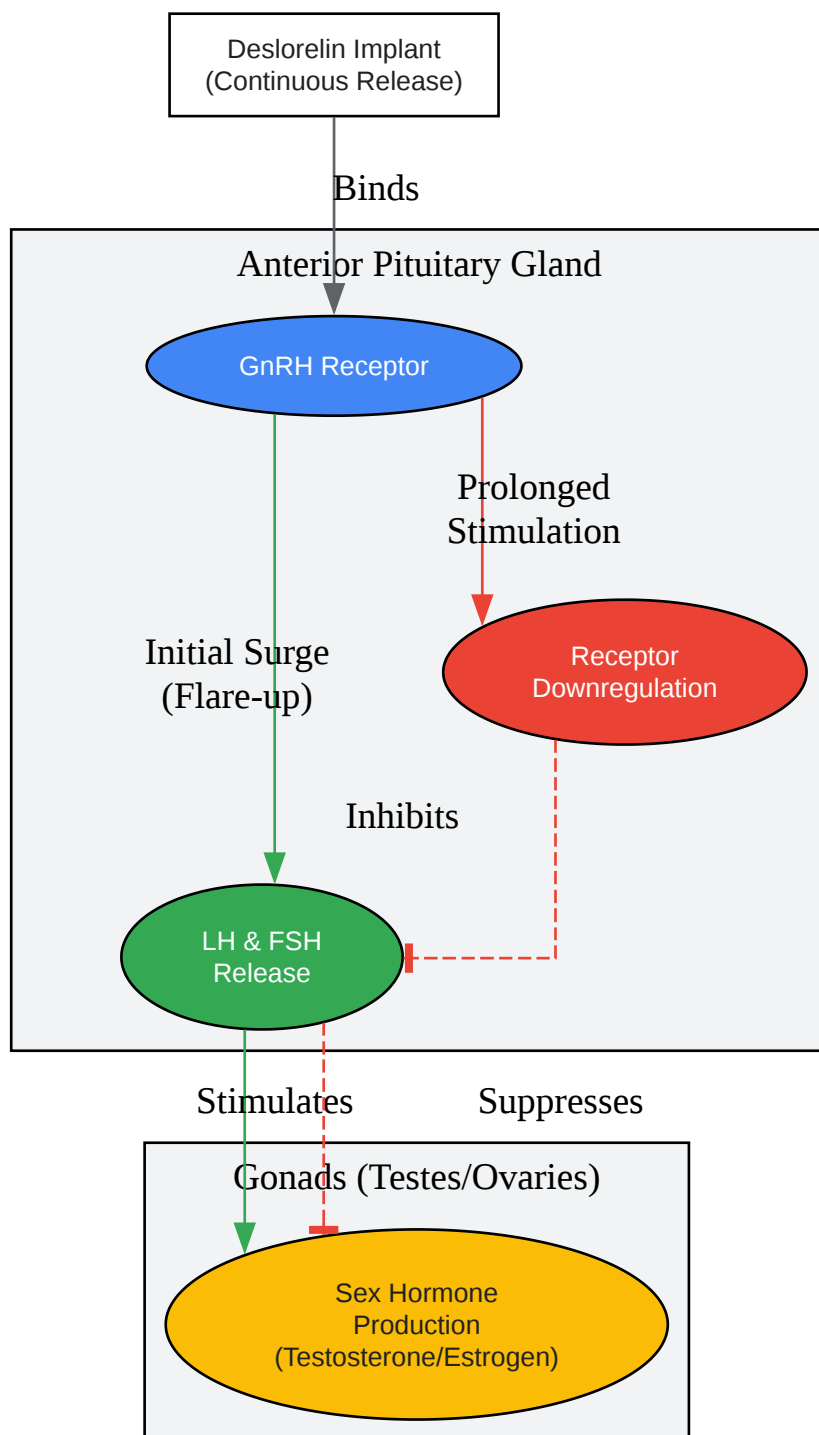 Deslorelin Implant
(Continuous Release)
Binds
Anterior Pituitary Gland
GnRH Receptor
Prolonged
Stimulation
Initial Surge
(Flare-up)
Receptor
Downregulation
Inhibits
LH & FSH
Release
Stimulates
Suppresses
Gonads (Testes/Ovaries)
Sex Hormone
Production
(Testosterone/Estrogen)